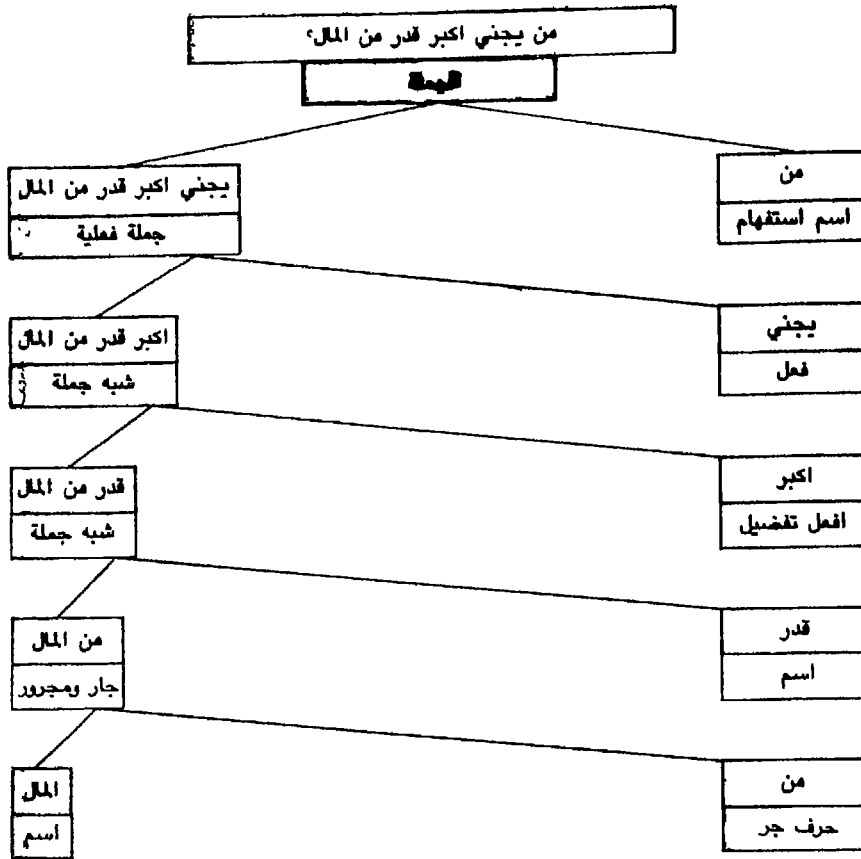 من يجني اكبر قدر من المال؟
الجملة
من
اسم استفهام
يجني اكبر قدر من المال
جملة فعلية
يجني
فعل
اكبر قدر من المال
شبه جملة
اكبر
افعل تفضيل
قدر من المال
شبه جملة
قدر
اسم
من المال
جار ومجرور
من
حرف جر
المال
اسم